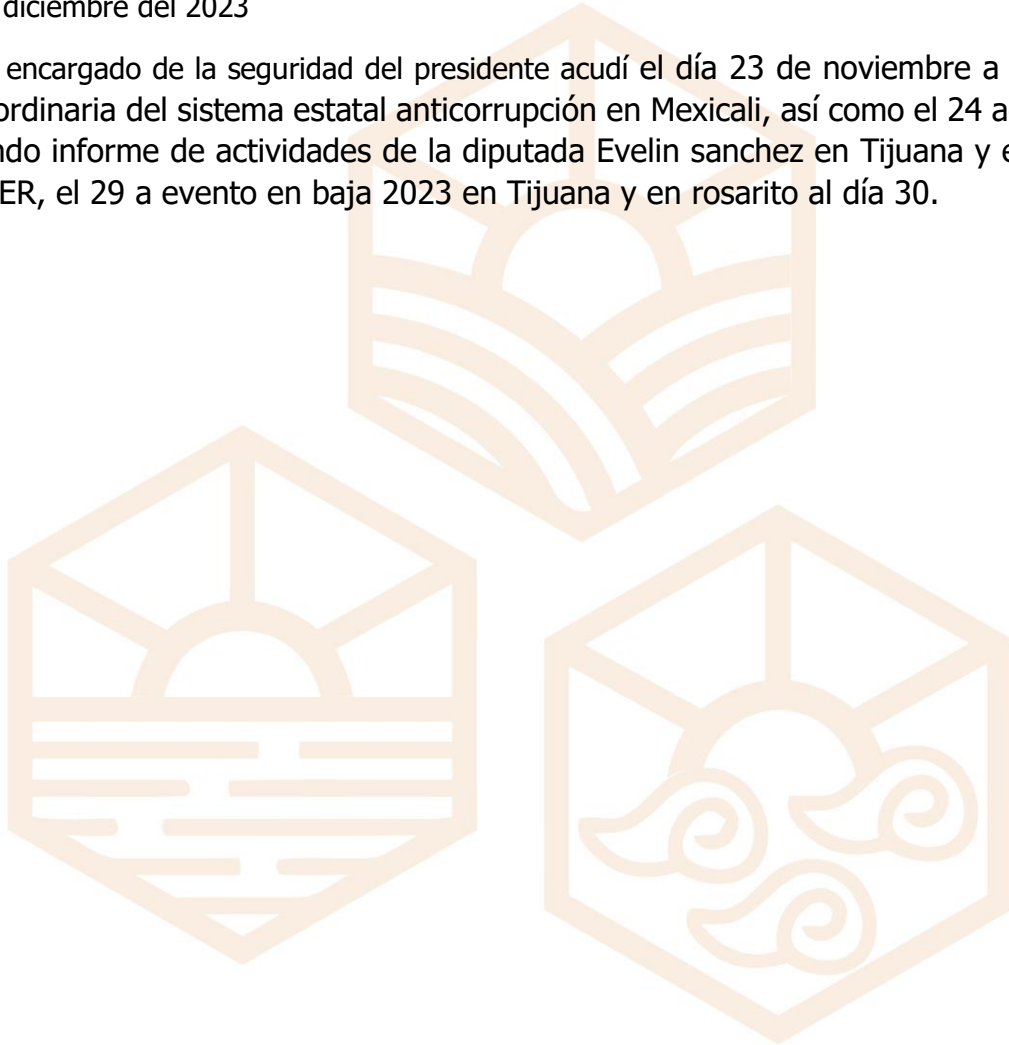 diciembre del 2023
encargado de la seguridad del presidente acudí el día 23 de noviembre a
ordinaria del sistema estatal anticorrupción en Mexicali, así como el 24 a
ndo informe de actividades de la diputada Evelin sanchez en Tijuana y e
ER, el 29 a evento en baja 2023 en Tijuana y en rosarito al día 30.